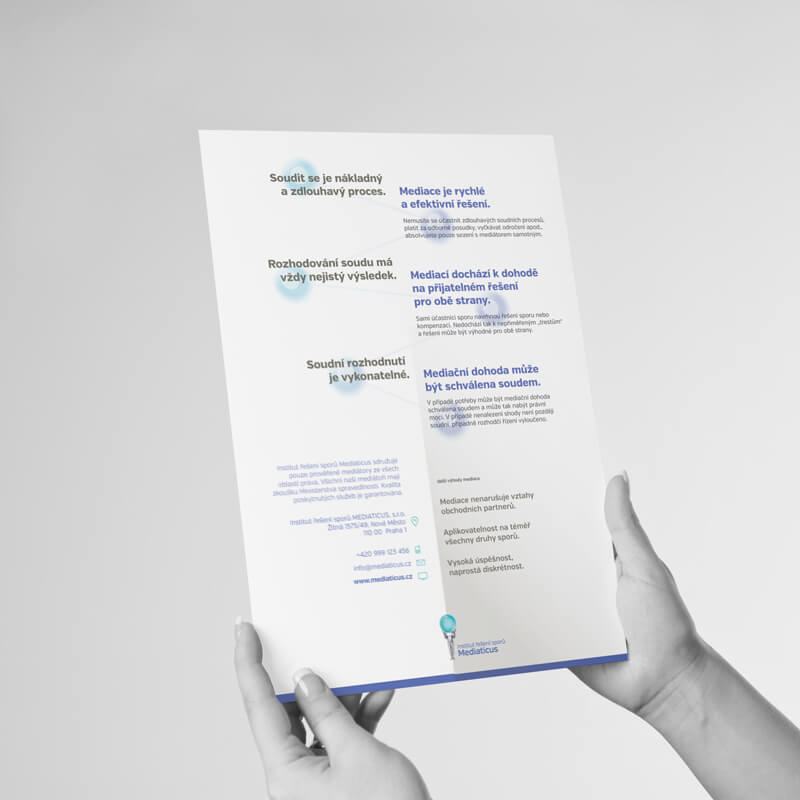 Soudit se je nákladný
a zdlouhavý proces.
Mediace je rychlé
a efektivní řešení.
Nemusíte se účastnit zdlouhavých soudních procesů,
platit za odborné posudky, vyčkávat odročení apod.,
absolvujete pouze sezení s mediátorem samotným.
Rozhodování soudu má
vždy nejistý výsledek.
Mediací dochází k dohodě
na přijatelném řešení
pro obě strany.
Sami účastníci sporu navrhnou řešení sporu nebo
kompenzaci. Nedochází tak k nepřiměřeným „trestům"
a řešení může být výhodné pro obě strany.
Soudní rozhodnutí
je vykonatelné.
Mediační dohoda může
být schválena soudem.
V případě potřeby může být mediační dohoda
schválena soudem a může tak nabýt právní
moci. V případě nenalezení shody není později
soudní, případně rozhodčí řízení vyloučeno.
Institut řešení sporů Mediaticus sdružuje
pouze prověřené mediátory ze všech
oblastí práva. Všichni naši mediátoři mají
zkoušku Ministerstva spravedlnosti. Kvalita
poskytnutých služeb je garantována.
Institut řešení sporů MEDIATICUS, s.r.o.
Žitná 1575/49, Nové Město
110 00 Praha 1
+420 999 123 456
info@mediaticus.cz
www.mediaticus.cz
Další výhody mediace
Mediace nenarušuje vztahy
obchodních partnerů.
Aplikovatelnost na téměř
všechny druhy sporů.
Vysoká úspěšnost,
naprostá diskrétnost.
Institut řešení sporů
Mediaticus